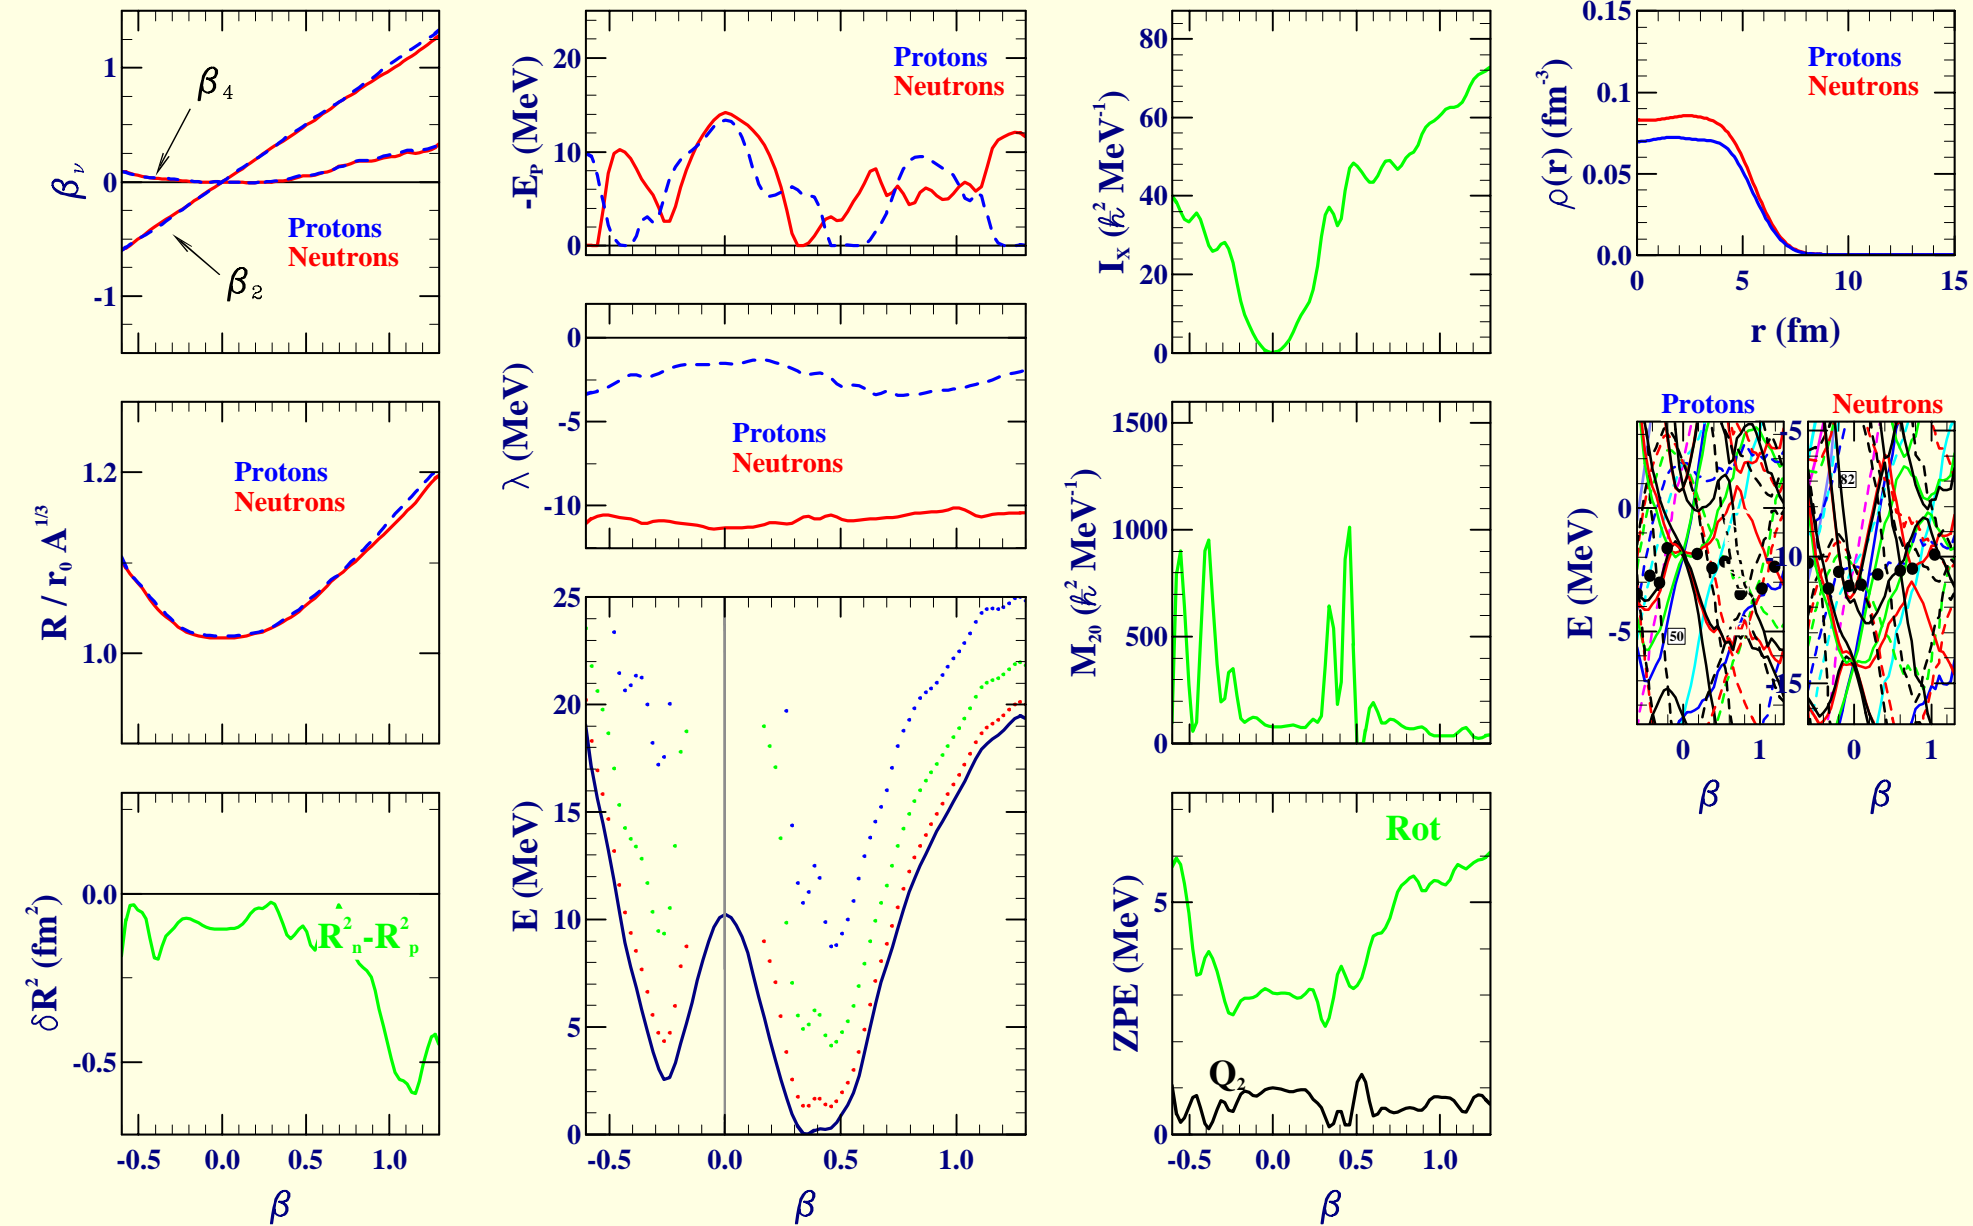 1
0
-1
β₄
β₂
βν
Protons
Neutrons
1.2
1.0
R / r₀ A¹ᐟ³
Protons
Neutrons
0.0
-0.5
δR² (fm²)
R²ₙ-R²ₚ
-0.5 0.0 0.5 1.0
β
20
10
0
-Eₚ (MeV)
Protons
Neutrons
0
-5
-10
λ (MeV)
Protons
Neutrons
25
20
15
10
5
0
E (MeV)
-0.5 0.0 0.5 1.0
β
80
60
40
20
0
Iₓ (ℏ² MeV⁻¹)
1500
1000
500
0
M₂₀ (ℏ² MeV⁻¹)
5
0
ZPE (MeV)
Rot
Q₂
-0.5 0.0 0.5 1.0
β
0.15
0.1
0.05
0.0
ρ(r) (fm⁻³)
Protons
Neutrons
0 5 10 15
r (fm)
Protons Neutrons
0
-5
E (MeV)
50
82
-5
-10
-15
0 1 0 1
β β